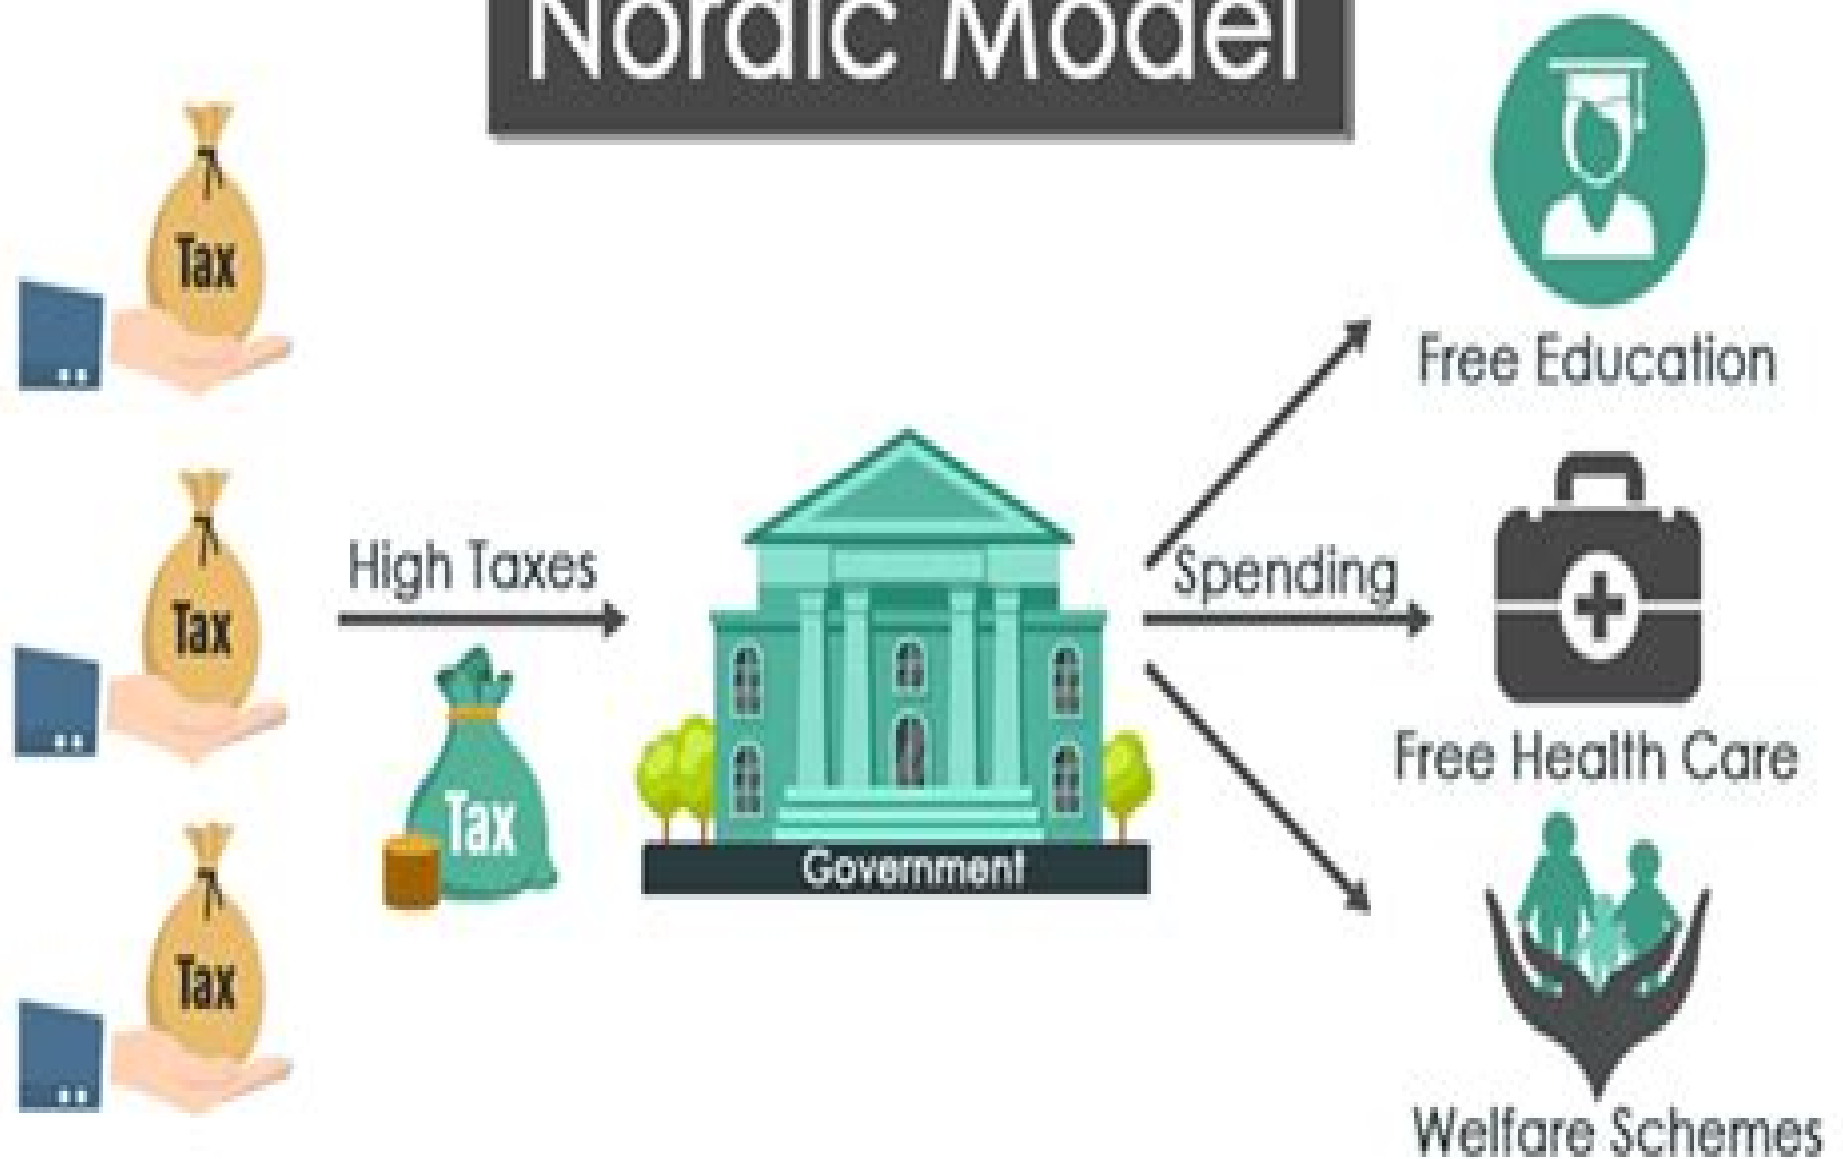 Nordic Model
Tax
Tax
Tax
High Taxes
Tax
Government
Spending
Free Education
Free Health Care
Welfare Schemes